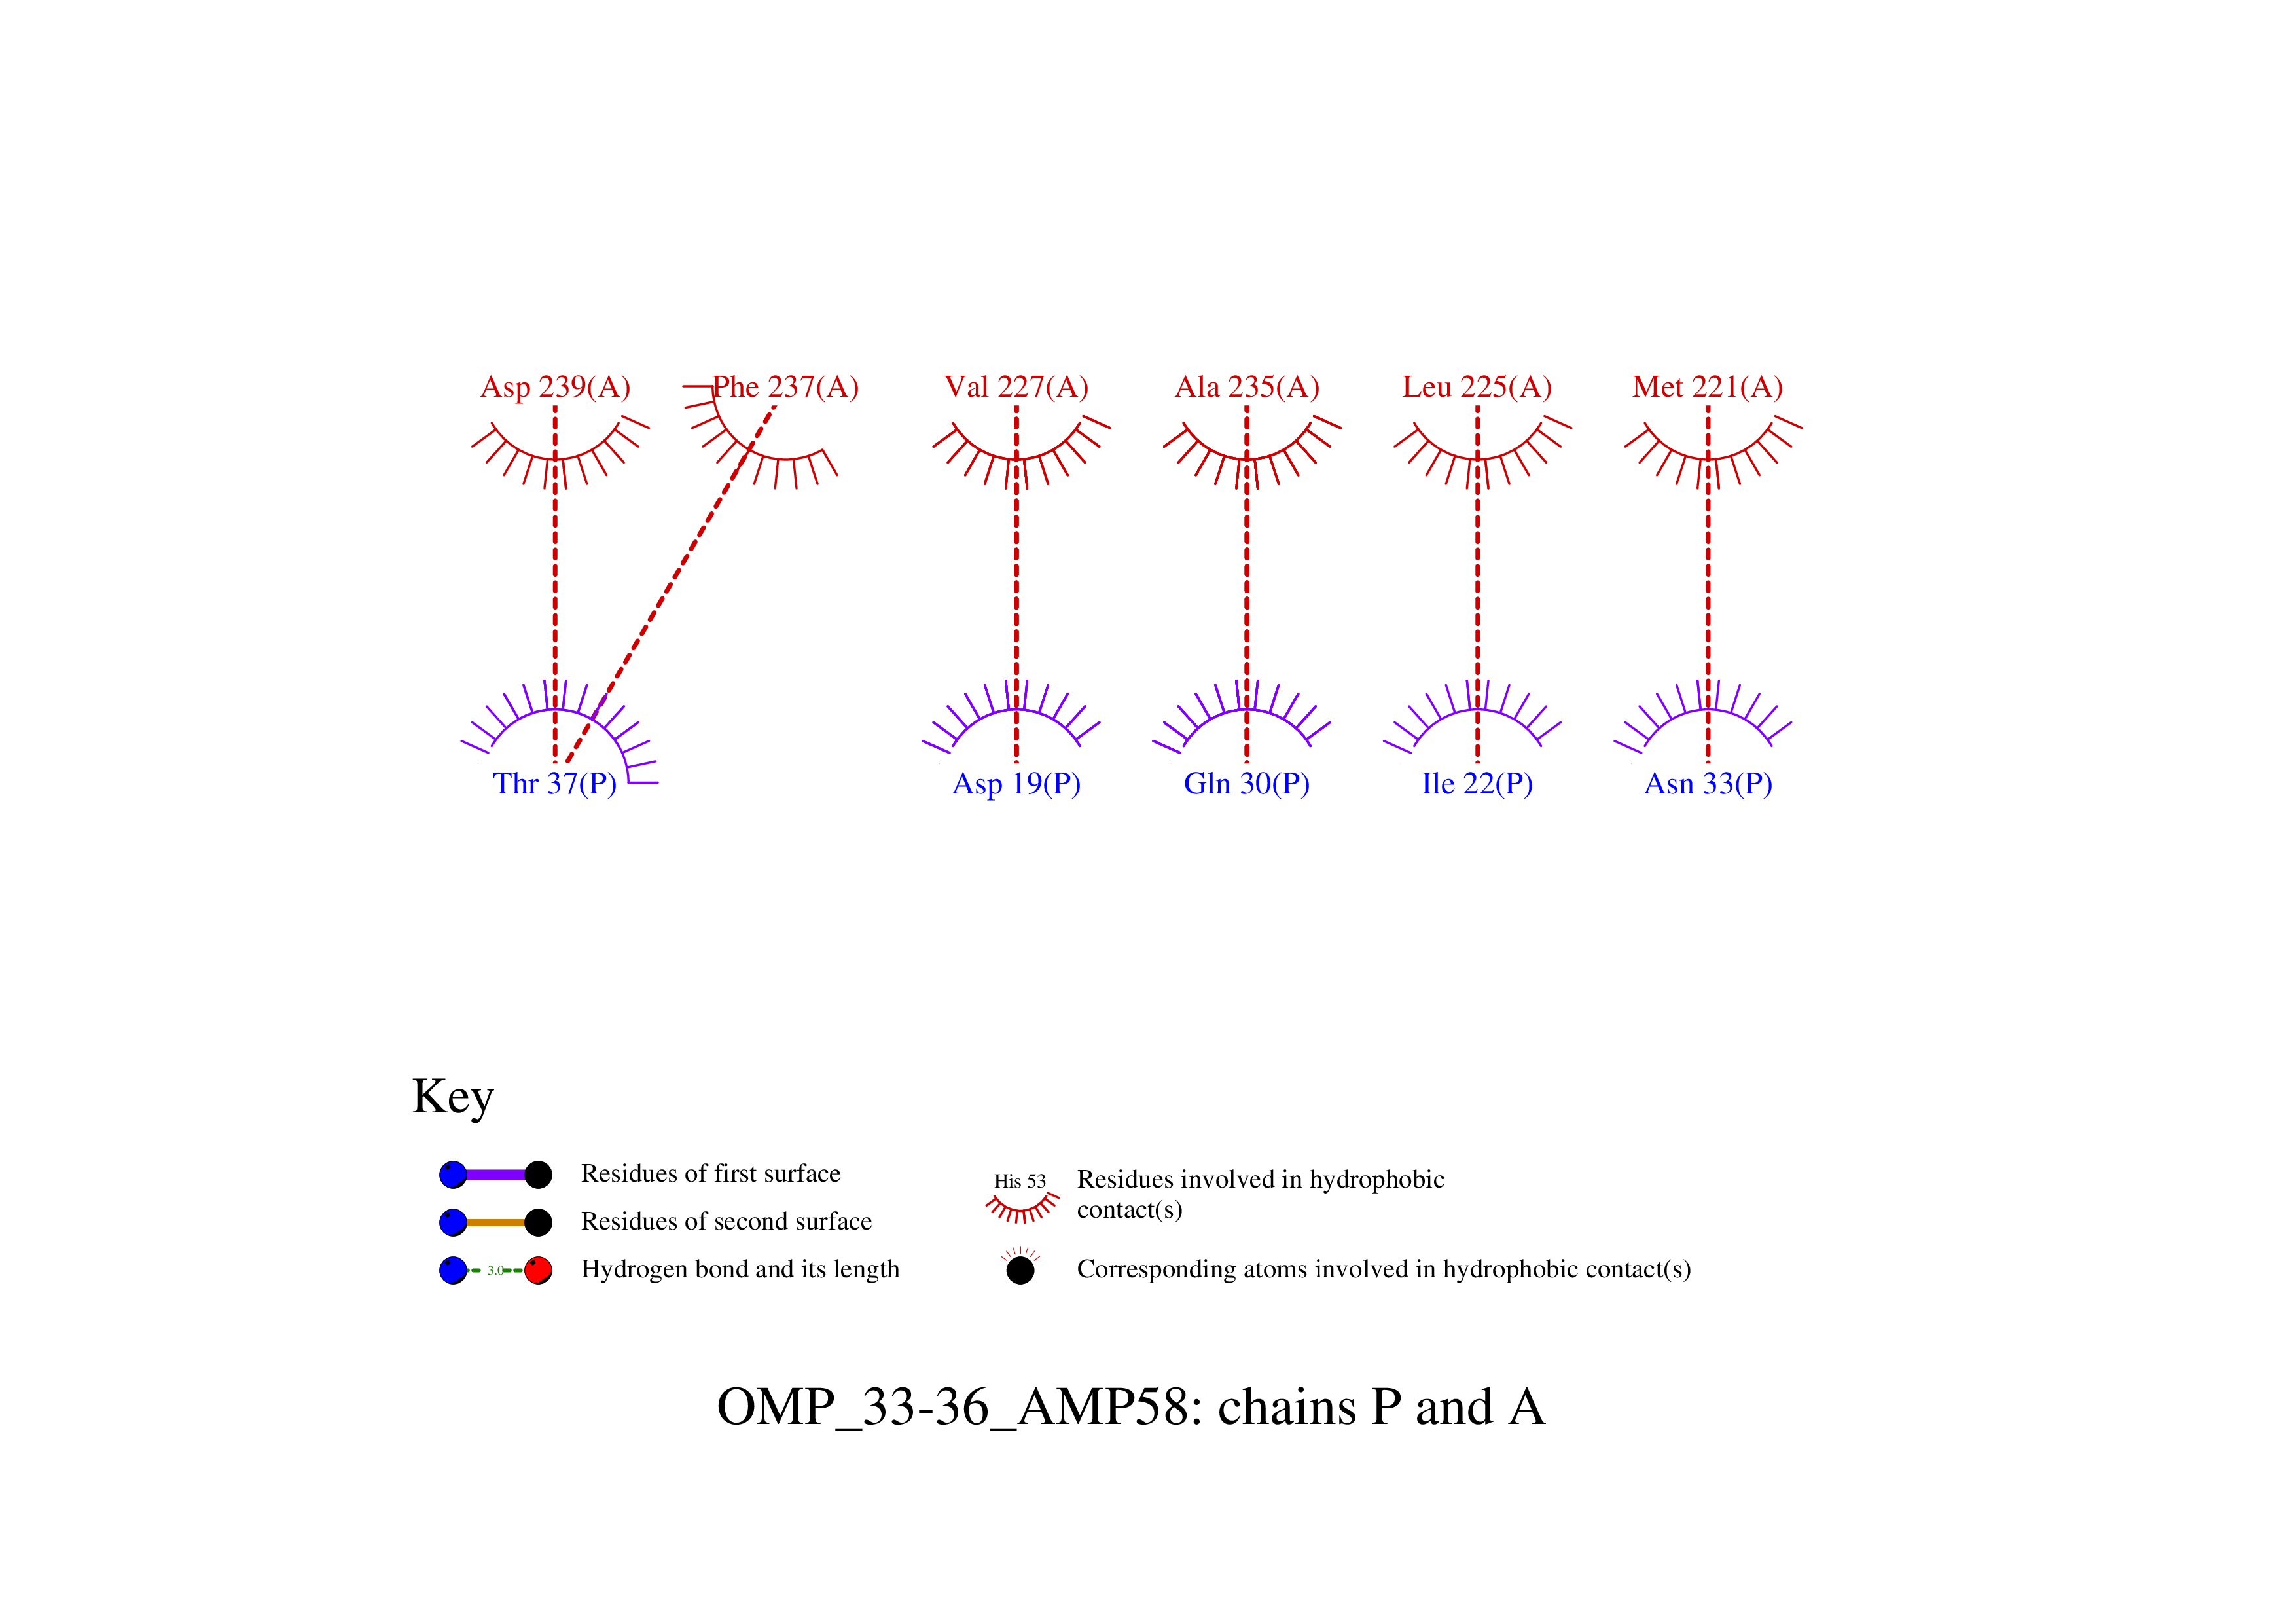 Asp 239(A) Phe 237(A) Val 227(A) Ala 235(A) Leu 225(A) Met 221(A)
Thr 37(P) Asp 19(P) Gln 30(P) Ile 22(P) Asn 33(P)
Key
Residues of first surface
Residues of second surface
3.0 Hydrogen bond and its length
His 53 Residues involved in hydrophobic
contact(s)
Corresponding atoms involved in hydrophobic contact(s)
OMP_33-36_AMP58: chains P and A